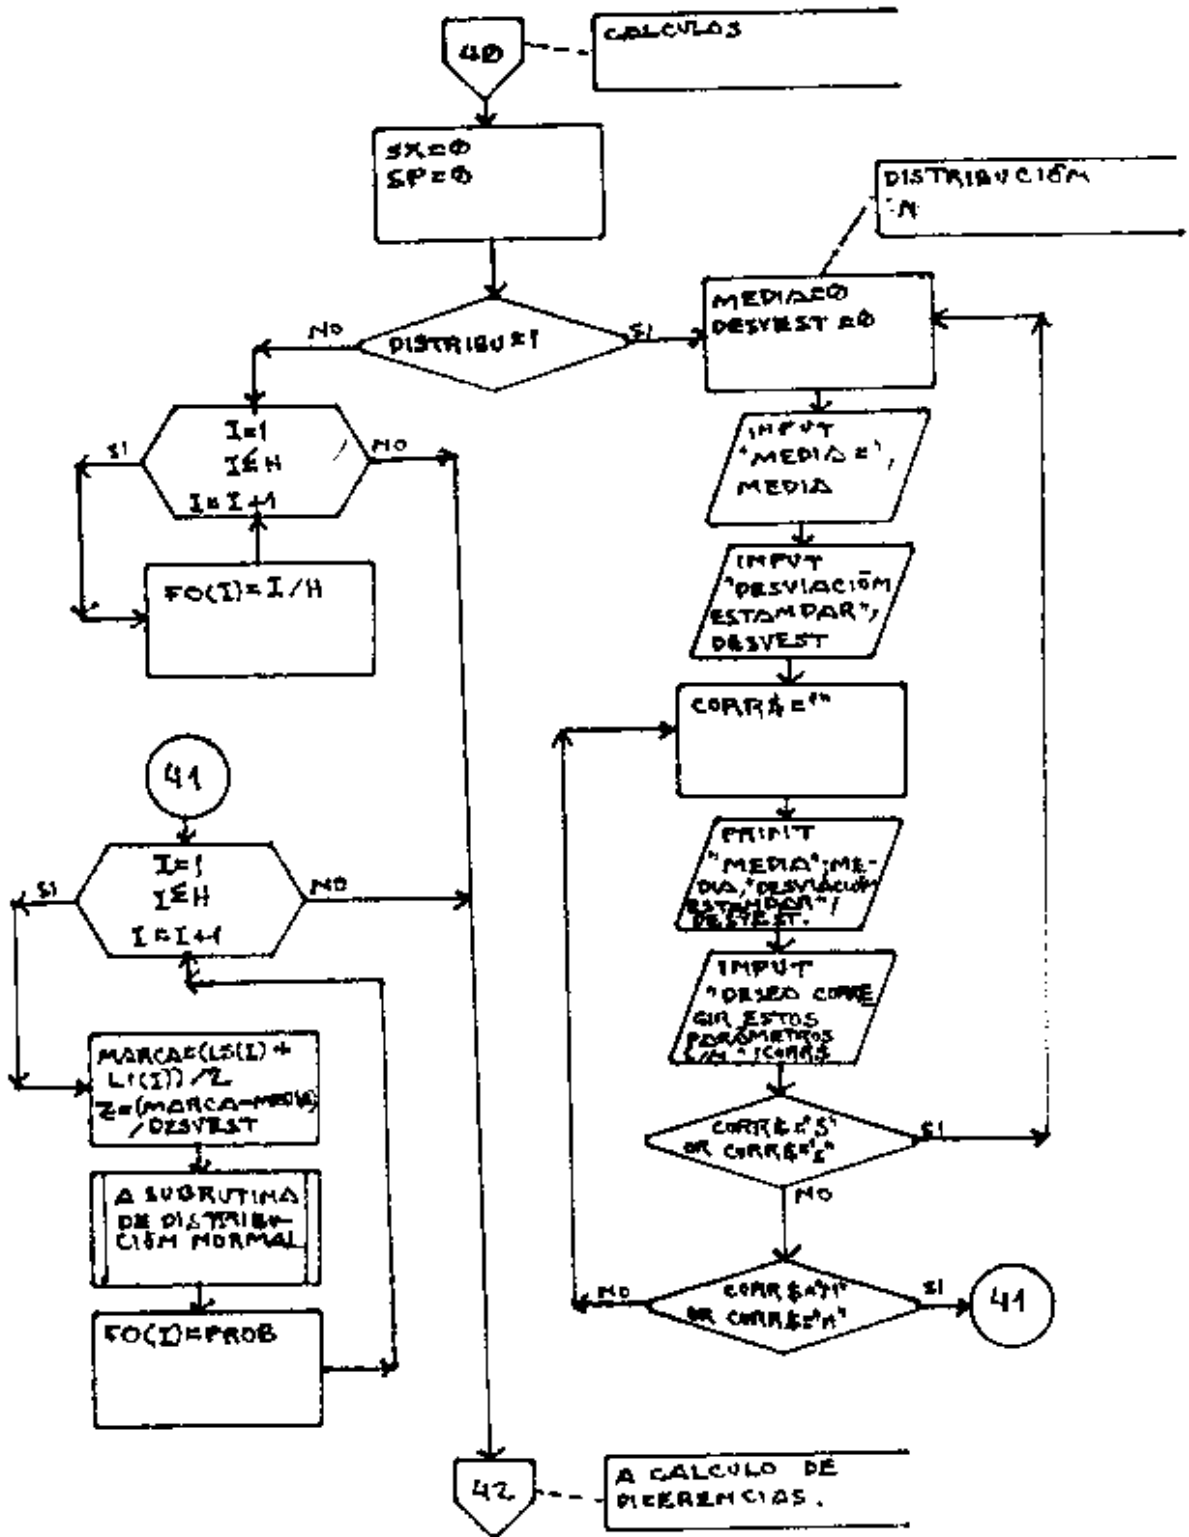 40
CALCULOS
SX=0
SP=0
DISTRIBUCIÓN
N
DISTRIBU=1
NO
SI
MEDIA=0
DESVEST=0
I=1
I≤H
I=I+1
SI
NO
FO(I)=I/H
INPUT
"MEDIA=",
MEDIA
INPUT
"DESVIACIÓN
ESTANDAR",
DESVEST
CORR$=""
PRINT
"MEDIA";ME-
DIA,"DESVIACIÓN
ESTANDAR";
DESVEST.
INPUT
"DESEA CORRE
GIR ESTOS
PARÁMETROS
CORR$
CORR$="S"
OR CORR$="s"
SI
NO
CORR$="N"
OR CORR$="n"
NO
SI
41
41
I=1
I≤H
I=I+1
SI
NO
MARCA=(LS(I)+
LI(I))/2
Z=(MARCA-MEDIA)
/DESVEST
A SUBRUTINA
DE DISTRIBU-
CIÓN NORMAL
FO(I)=PROB
42
A CALCULO DE
DIFERENCIAS.